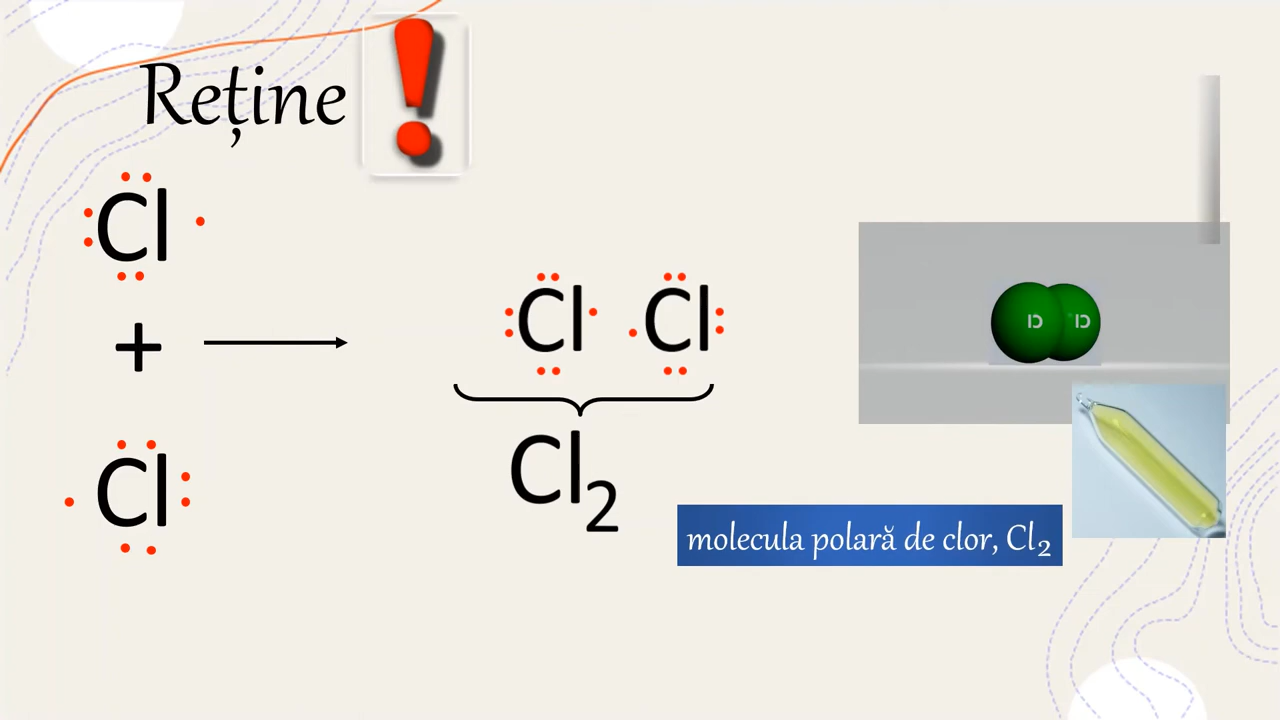 Reține
Cl
+
Cl
Cl Cl
Cl₂
Cl Cl
molecula polară de clor, Cl₂